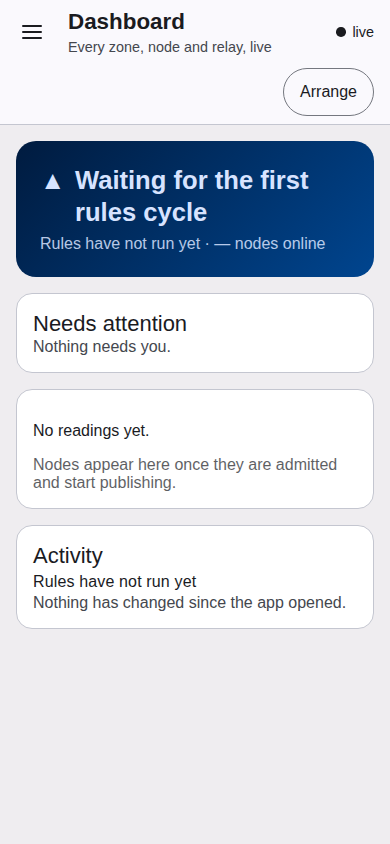 Dashboard
Every zone, node and relay, live
live
Arrange
▲ Waiting for the first
rules cycle
Rules have not run yet · — nodes online
Needs attention
Nothing needs you.
No readings yet.
Nodes appear here once they are admitted
and start publishing.
Activity
Rules have not run yet
Nothing has changed since the app opened.